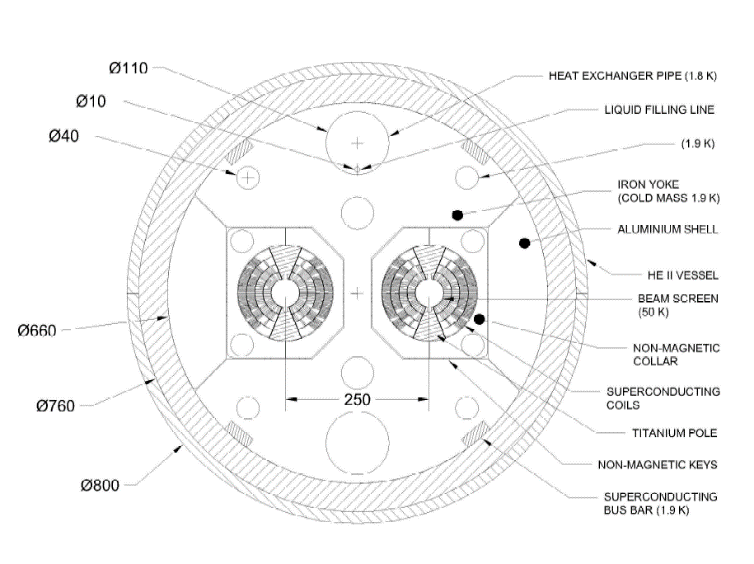 Ø110
HEAT EXCHANGER PIPE (1.8 K)
Ø10
LIQUID FILLING LINE
Ø40
(1.9 K)
IRON YOKE
(COLD MASS 1.9 K)
ALUMINIUM SHELL
HE II VESSEL
BEAM SCREEN
(50 K)
Ø660
NON-MAGNETIC
COLLAR
SUPERCONDUCTING
COILS
Ø760
250
TITANIUM POLE
NON-MAGNETIC KEYS
Ø800
SUPERCONDUCTING
BUS BAR (1.9 K)